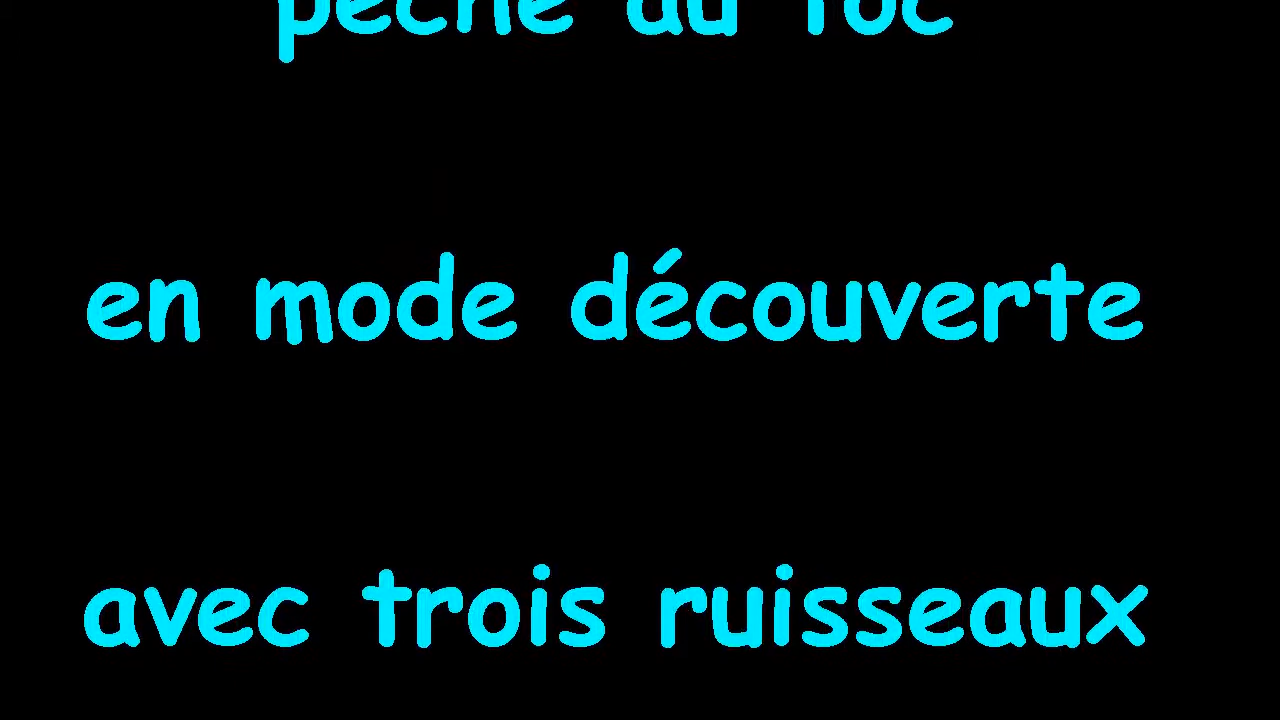 pêche au toc
en mode découverte
avec trois ruisseaux